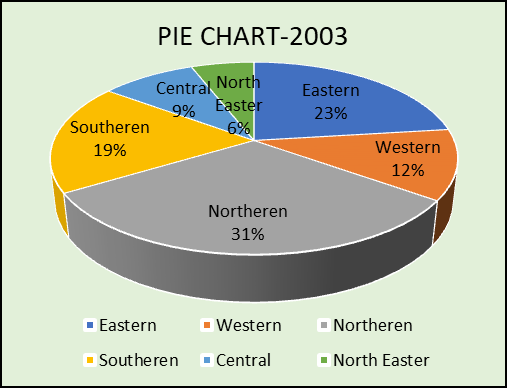 PIE CHART-2003
Eastern
23%
Western
12%
Northeren
31%
Southeren
19%
Central
9%
North
Easter
6%
Eastern Western Northeren
Southeren Central North Easter